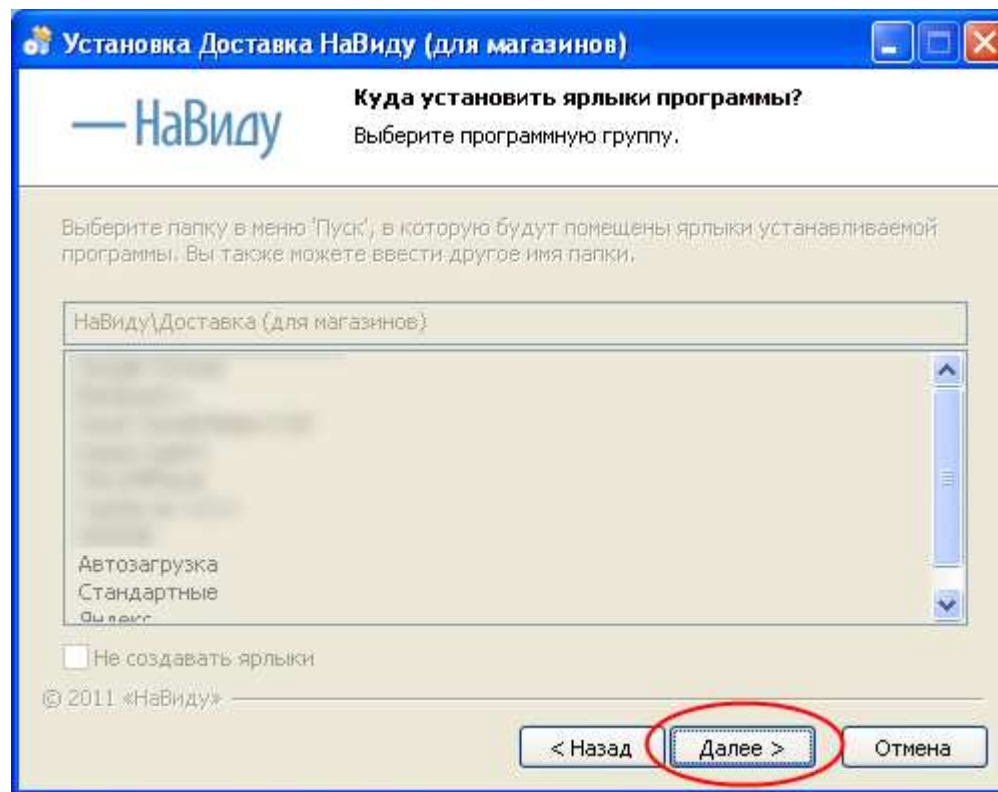 Установка Доставка НаВиду (для магазинов)
— НаВиду
Куда установить ярлыки программы?
Выберите программную группу.
Выберите папку в меню 'Пуск', в которую будут помещены ярлыки устанавливаемой
программы. Вы также можете ввести другое имя папки.
НаВиду\Доставка (для магазинов)
Автозагрузка
Стандартные
Яндекс
Не создавать ярлыки
© 2011 «НаВиду»
< Назад
Далее >
Отмена